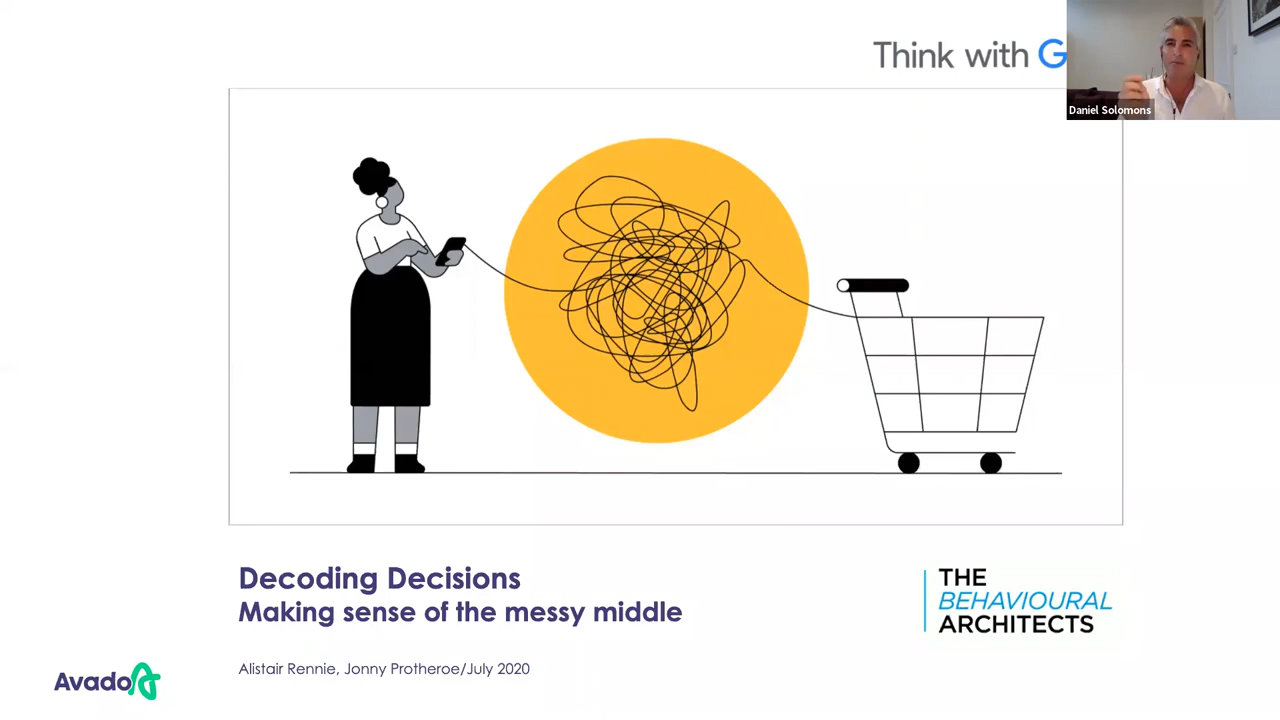 Think with G
Daniel Solomons
Decoding Decisions
Making sense of the messy middle
Alistair Rennie, Jonny Protheroe/July 2020
THE
BEHAVIOURAL
ARCHITECTS
Avado